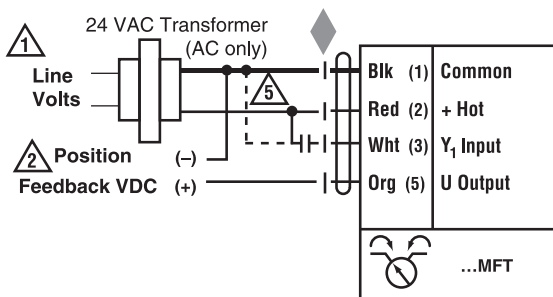 24 VAC Transformer
(AC only)
1
Line
Volts
5
2 Position (–)
Feedback VDC (+)
Blk (1) Common
Red (2) + Hot
Wht (3) Y1 Input
Org (5) U Output
...MFT